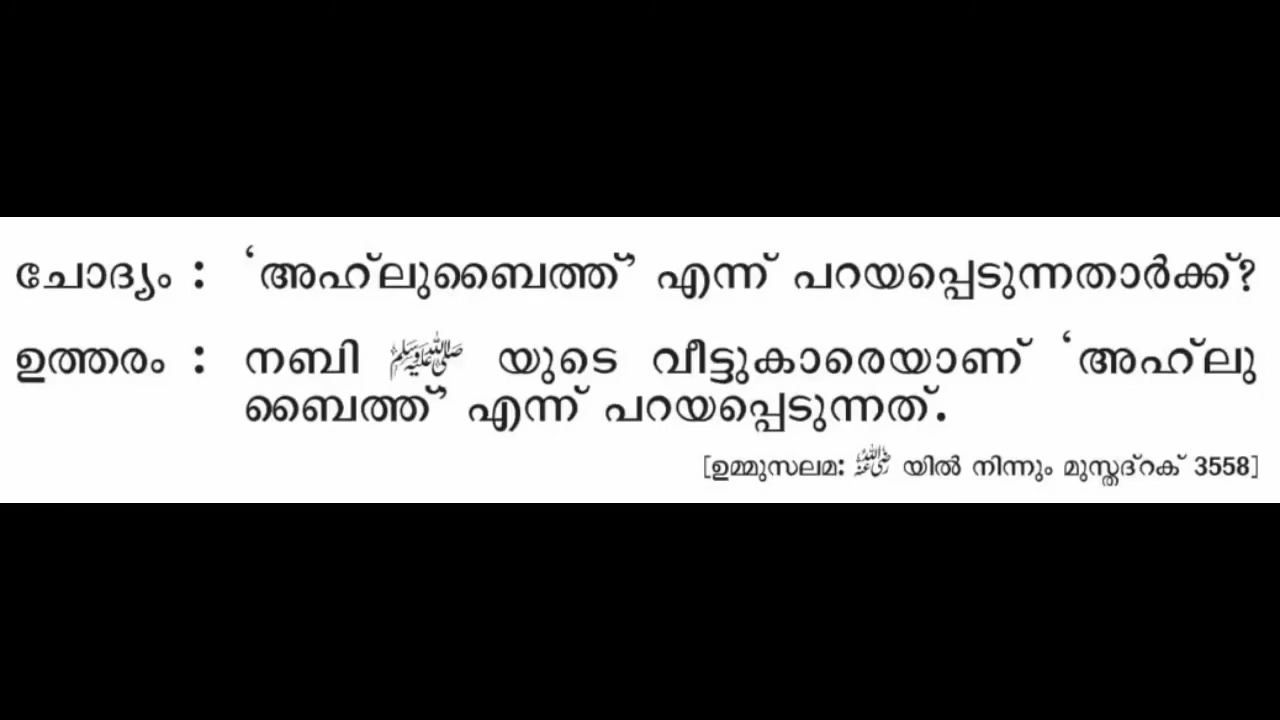 ചോദ്യം : ‘അഹ്‌ലുബൈത്ത്’ എന്ന് പറയപ്പെടുന്നതാർക്ക്?
ഉത്തരം : നബി ﷺ യുടെ വീട്ടുകാരെയാണ് ‘അഹ്‌ലു
ബൈത്ത്’ എന്ന് പറയപ്പെടുന്നത്.
[ഉമ്മുസലമ: رضي الله عنه യിൽ നിന്നും മുസ്തദ്റക് 3558]